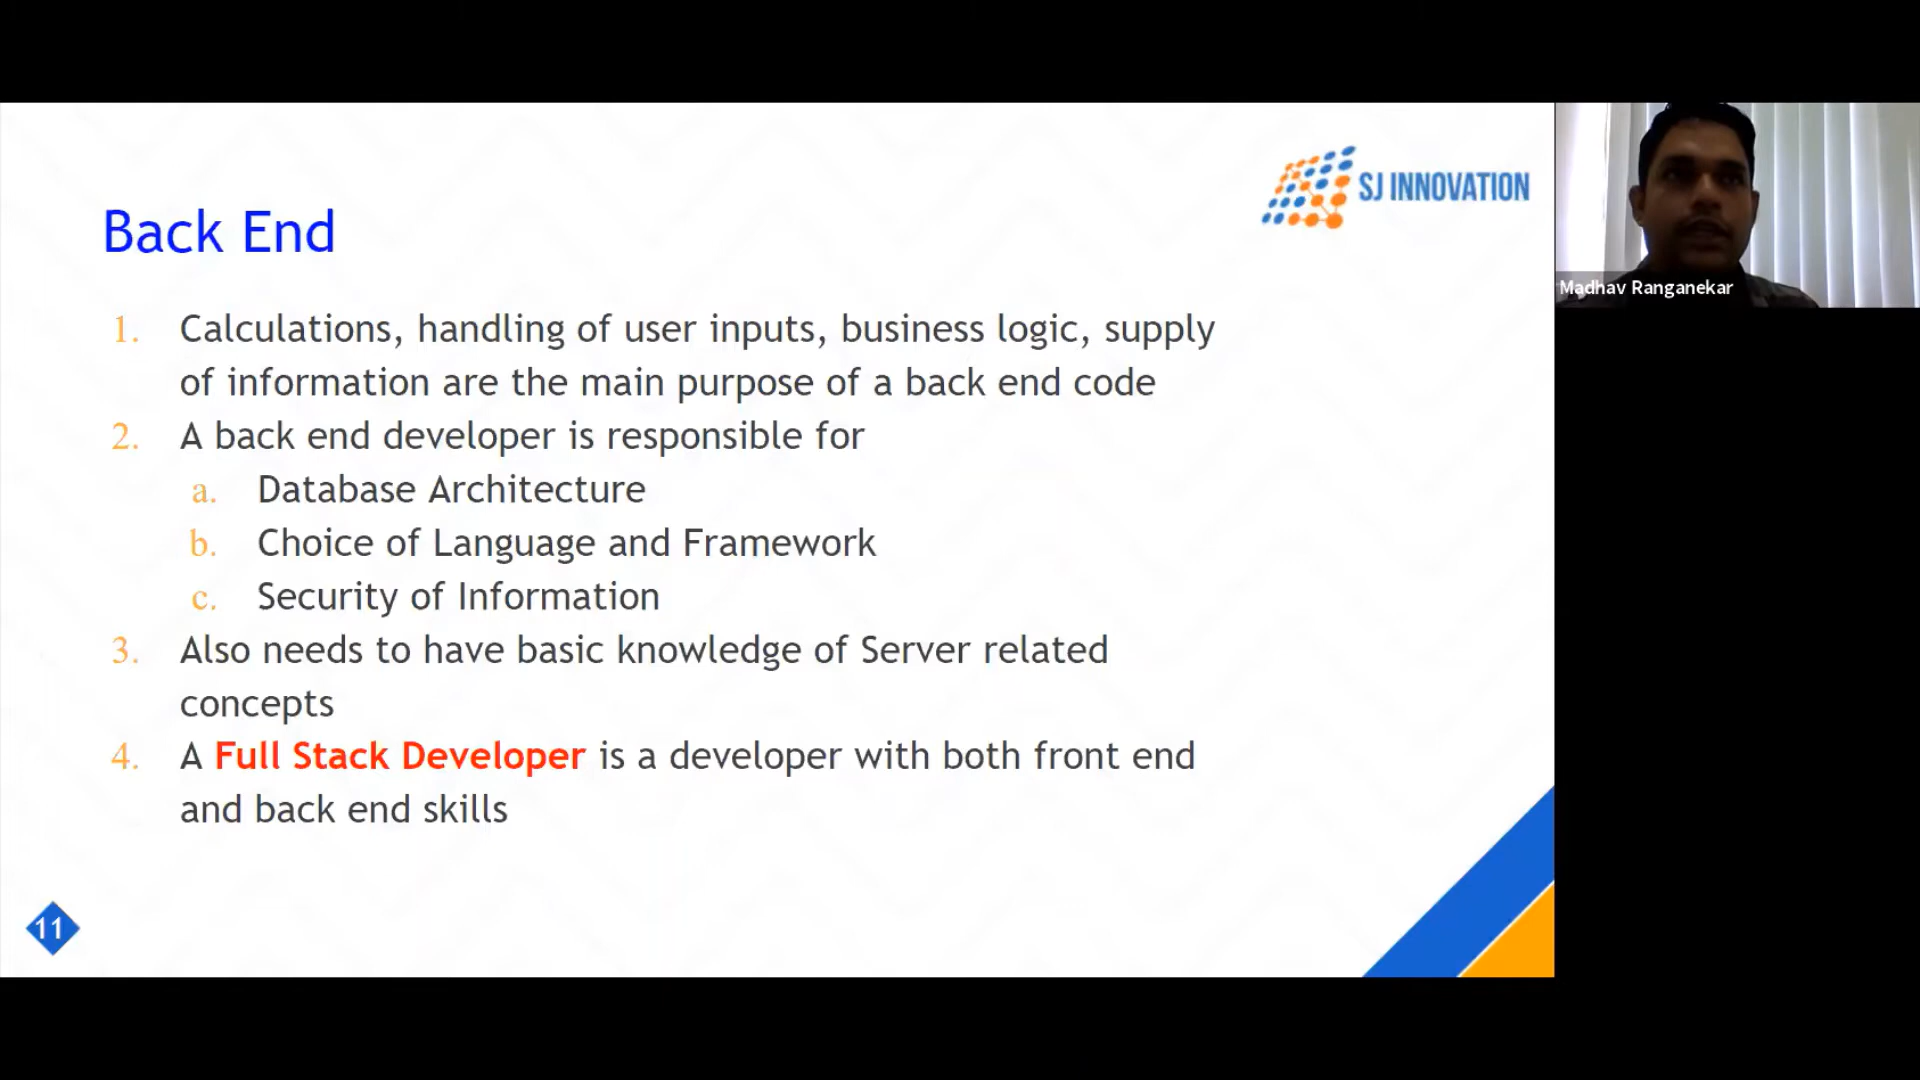 SJ INNOVATION
Back End
1. Calculations, handling of user inputs, business logic, supply
of information are the main purpose of a back end code
2. A back end developer is responsible for
a. Database Architecture
b. Choice of Language and Framework
c. Security of Information
3. Also needs to have basic knowledge of Server related
concepts
4. A Full Stack Developer is a developer with both front end
and back end skills
11
Madhav Ranganekar